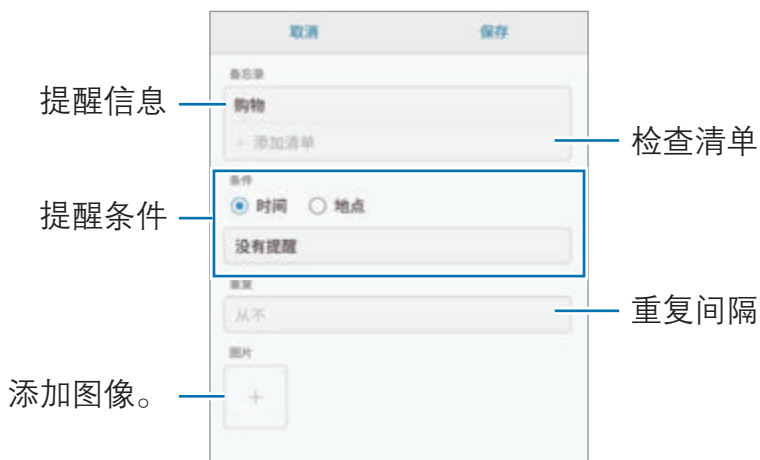 取消 保存
备忘录
提醒信息 购物
+ 添加清单 检查清单
条件
提醒条件 时间 地点
没有提醒
重复
从不 重复间隔
图片
添加图像。 +